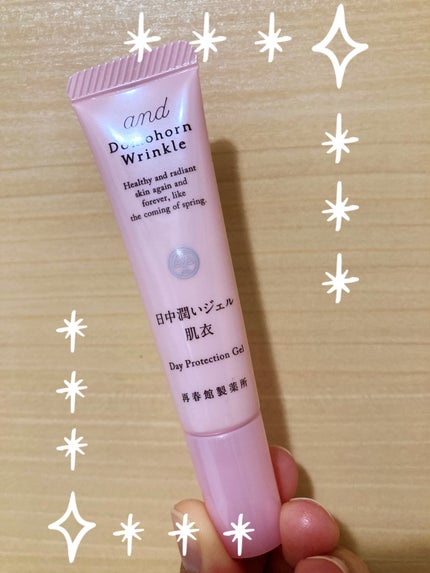 and
Domohorn
Wrinkle
Healthy and radiant
skin again and
forever, like
the coming of spring.
日中潤いジェル
肌衣
Day Protection Gel
再春館製薬所